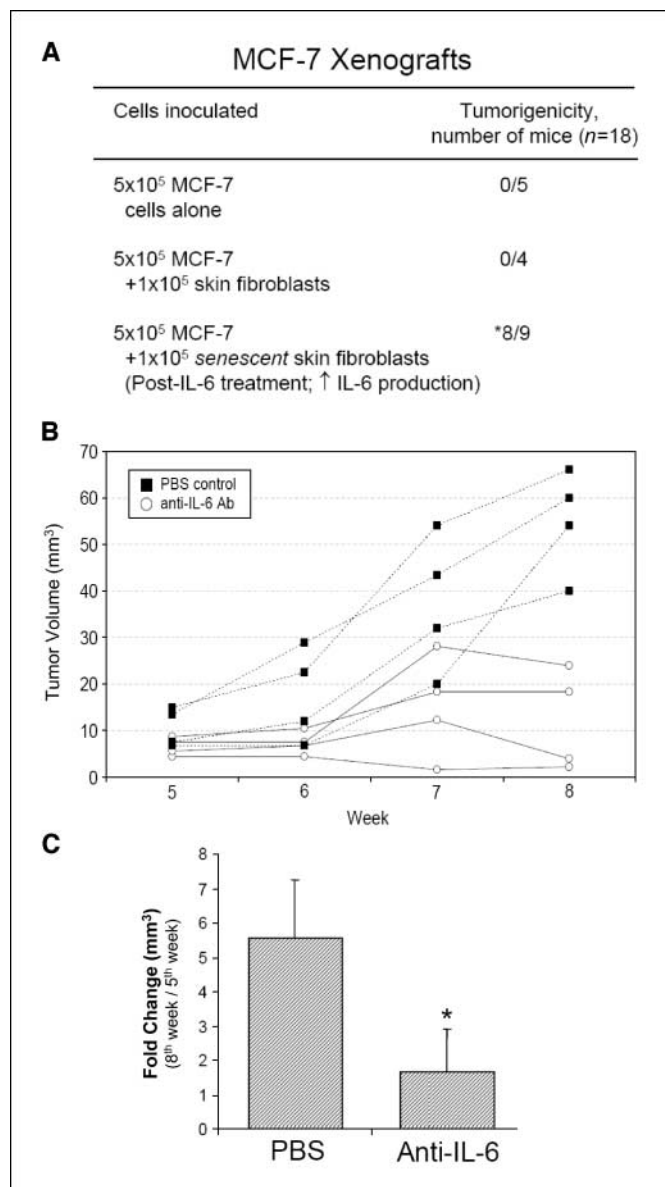 A
MCF-7 Xenografts
Cells inoculated
Tumorigenicity,
number of mice (n=18)
5x10⁵ MCF-7
cells alone
0/5
5x10⁵ MCF-7
+1x10⁵ skin fibroblasts
0/4
5x10⁵ MCF-7
+1x10⁵ senescent skin fibroblasts
(Post-IL-6 treatment; ↑ IL-6 production)
*8/9
B
70
60
50
40
30
20
10
0
Tumor Volume (mm³)
PBS control
anti-IL-6 Ab
5 6 7 8
Week
C
8
7
6
5
4
3
2
1
0
Fold Change (mm³)
(8th week / 5th week)
*
PBS Anti-IL-6